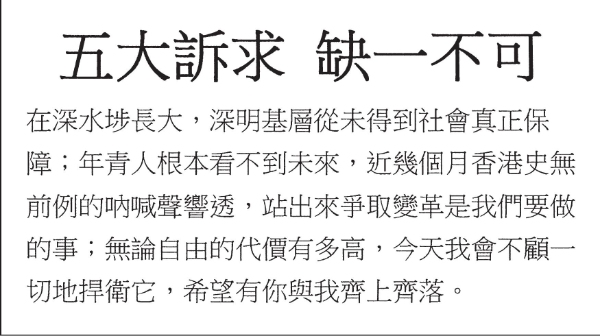 五大訴求 缺一不可
在深水埗長大，深明基層從未得到社會真正保
障；年青人根本看不到未來，近幾個月香港史無
前例的吶喊聲響透，站出來爭取變革是我們要做
的事；無論自由的代價有多高，今天我會不顧一
切地捍衛它，希望有你與我齊上齊落。